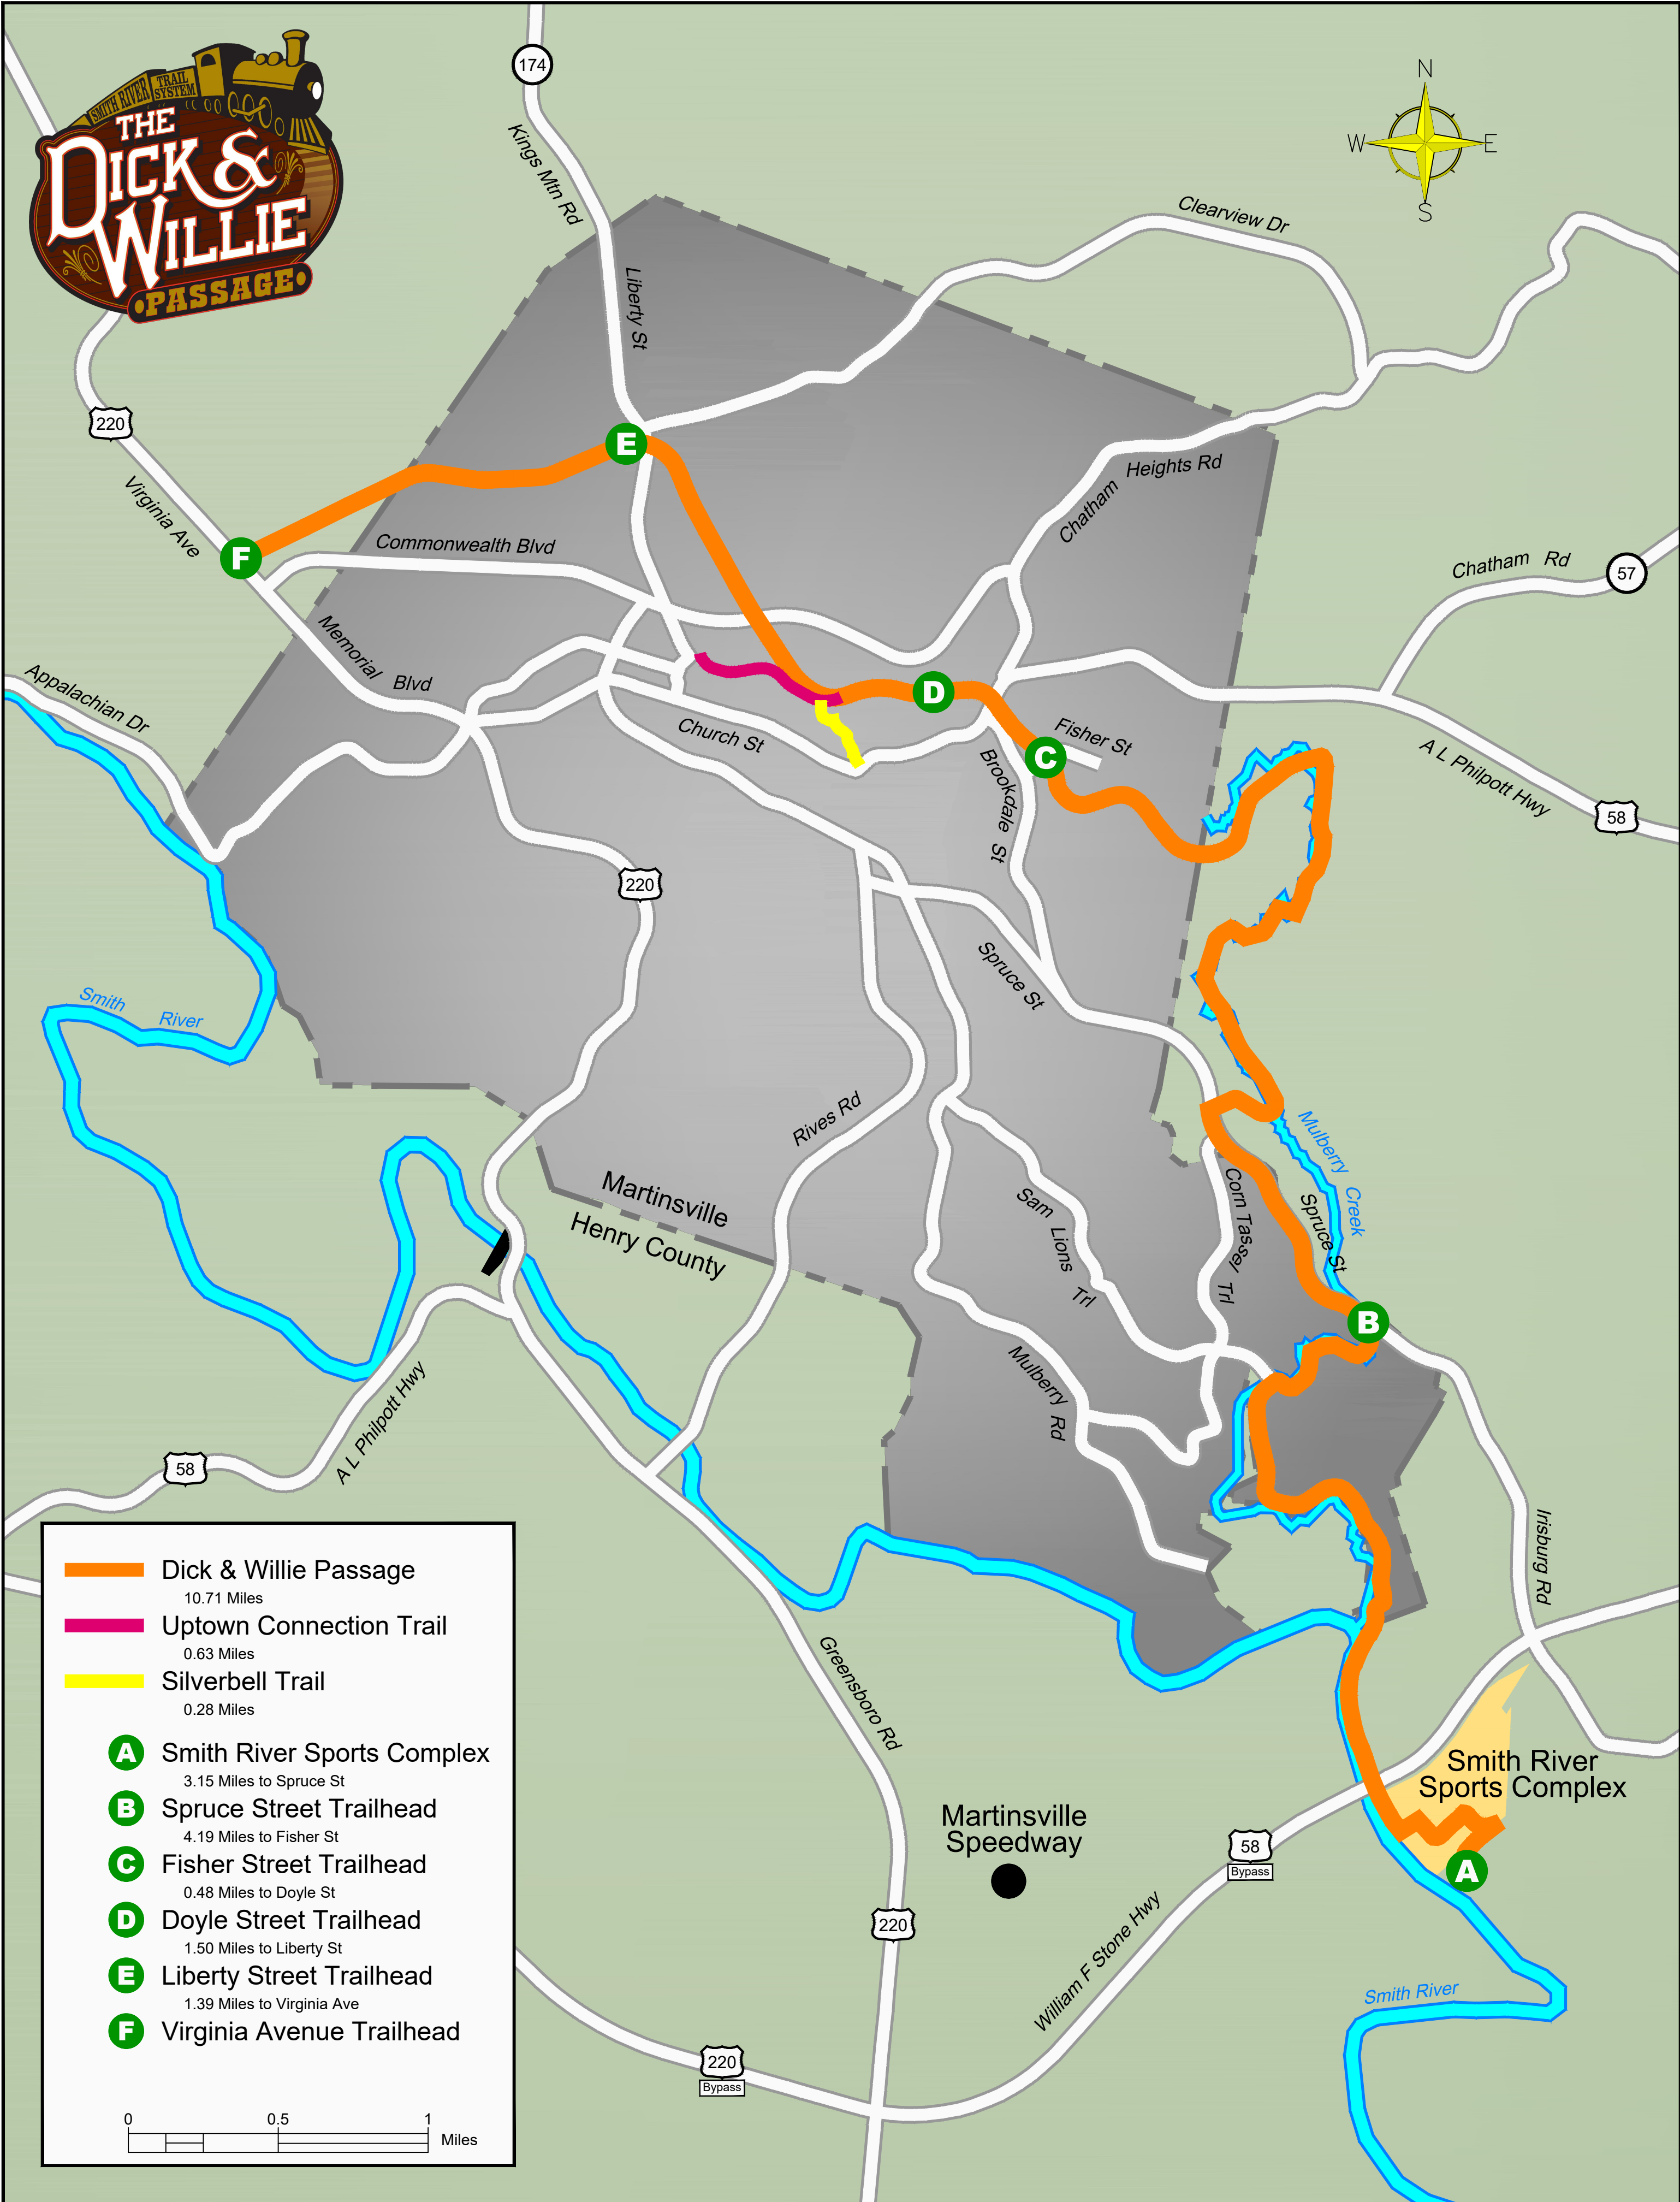 SMITH RIVER
TRAIL
SYSTEM
THE
DICK &
WILLIE
PASSAGE
174
Kings Mtn Rd
N
W
E
S
Clearview Dr
Liberty St
220
Virginia Ave
E
F
Commonwealth Blvd
Chatham
Heights Rd
Chatham Rd
57
Memorial
Blvd
Appalachian Dr
Church St
D
C
Fisher St
Brookdale St
A L Philpott Hwy
58
220
Smith
River
Spruce St
Rives Rd
Mulberry
Creek
Martinsville
Henry County
Sam
Lions
Trl
Corn Tassel
Trl
Spruce St
B
Mulberry
Rd
A L Philpott Hwy
58
Irisburg Rd
Greensboro Rd
Smith River
Sports Complex
A
Martinsville
Speedway
58
Bypass
220
William F Stone Hwy
Smith River
220
Bypass
Dick & Willie Passage
10.71 Miles
Uptown Connection Trail
0.63 Miles
Silverbell Trail
0.28 Miles
A Smith River Sports Complex
3.15 Miles to Spruce St
B Spruce Street Trailhead
4.19 Miles to Fisher St
C Fisher Street Trailhead
0.48 Miles to Doyle St
D Doyle Street Trailhead
1.50 Miles to Liberty St
E Liberty Street Trailhead
1.39 Miles to Virginia Ave
F Virginia Avenue Trailhead
0 0.5 1
Miles